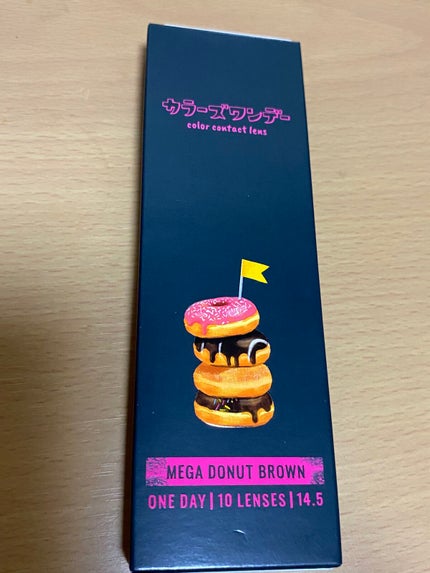 カラーズワンデー
color contact lens
MEGA DONUT BROWN
ONE DAY|10 LENSES|14.5